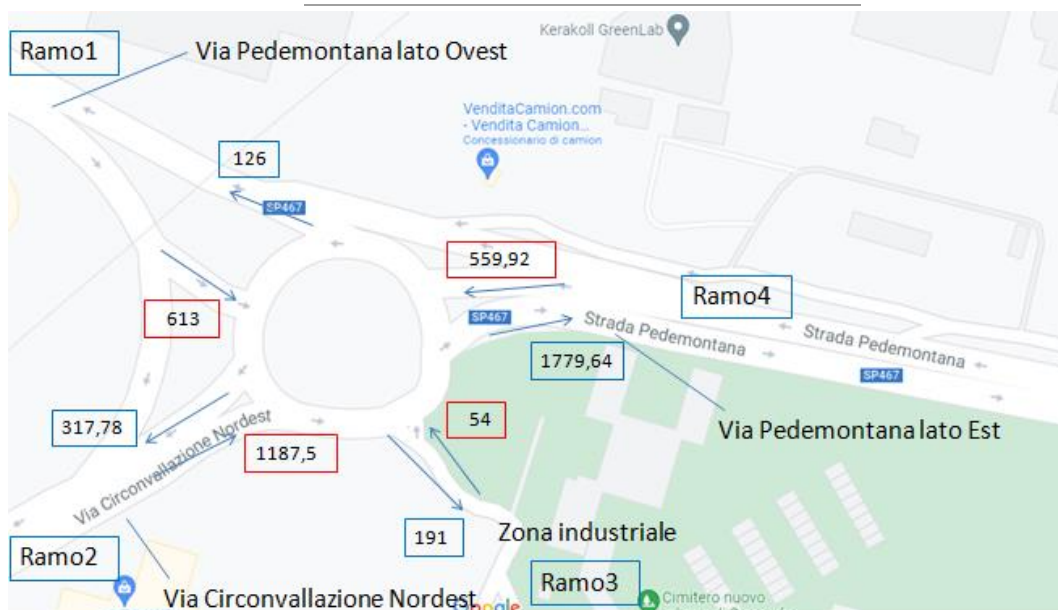 Ramo1
Via Pedemontana lato Ovest
Kerakoll GreenLab
VenditaCamion.com
- Vendita Camion...
Concessionario di camion
126
SP467
559,92
Ramo4
613
SP467
Strada Pedemontana
Strada Pedemontana
SP467
1779,64
317,78
54
Via Pedemontana lato Est
1187,5
Via Circonvallazione Nordest
191
Zona industriale
Ramo2
Ramo3
Via Circonvallazione Nordest
Google
Cimitero nuovo